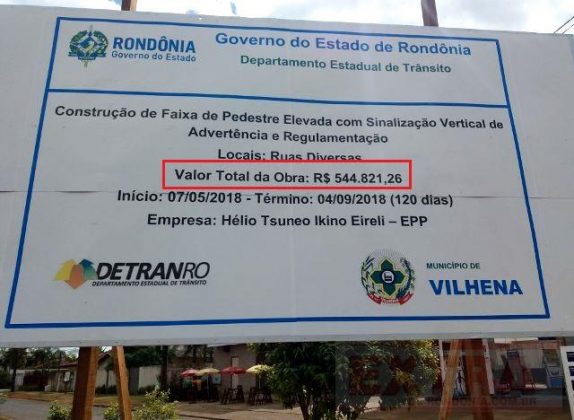 RONDÔNIA
Governo do Estado
Governo do Estado de Rondônia
Departamento Estadual de Trânsito
Construção de Faixa de Pedestre Elevada com Sinalização Vertical de
Advertência e Regulamentação
Locais: Ruas Diversas
Valor Total da Obra: R$ 544.821,26
Início: 07/05/2018 - Término: 04/09/2018 (120 dias)
Empresa: Hélio Tsuneo Ikino Eireli – EPP
DETRANRO
DEPARTAMENTO ESTADUAL DE TRÂNSITO
MUNICÍPIO DE
VILHENA